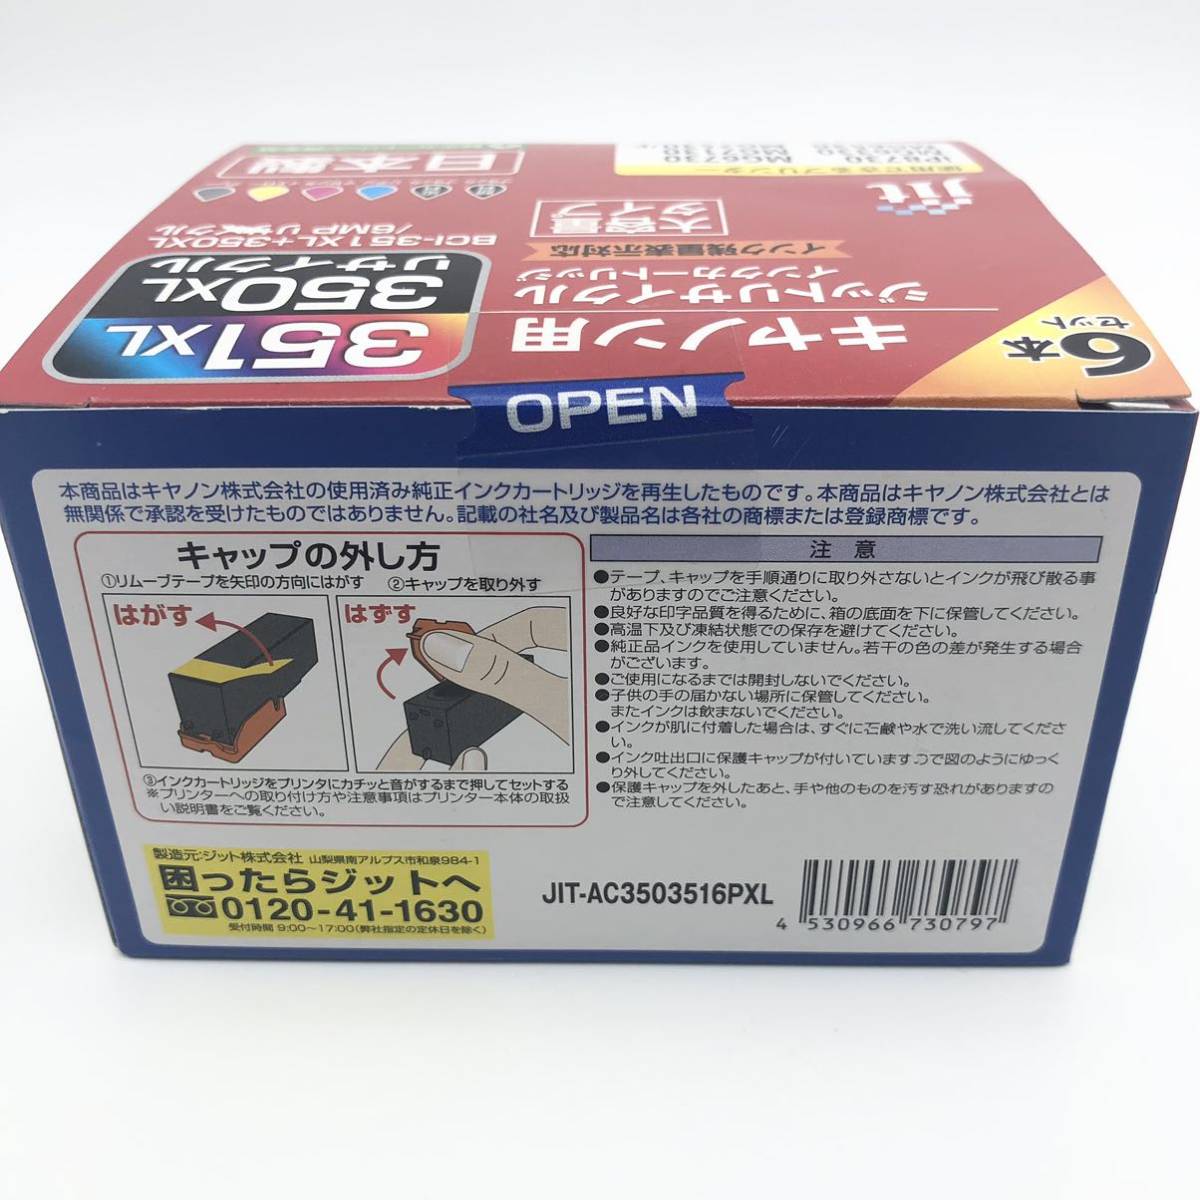 jit
使用できるプリンター
日本製
大容量
タイプ
インク残量表示対応
BCI-351XL+350XL
/6MP リサイクル
ジットリサイクル
インクカートリッジ
キヤノン用
351XL
350XL
リサイクル
6本
セット
OPEN
本商品はキヤノン株式会社の使用済み純正インクカートリッジを再生したものです。本商品はキヤノン株式会社とは
無関係で承認を受けたものではありません。記載の社名及び製品名は各社の商標または登録商標です。
キャップの外し方
①リムーブテープを矢印の方向にはがす ②キャップを取り外す
はがす
はずす
③インクカートリッジをプリンタにカチッと音がするまで押してセットする
※プリンターへの取り付け方や注意事項はプリンター本体の取扱
い説明書をご覧ください。
注 意
●テープ、キャップを手順通りに取り外さないとインクが飛び散る事
がありますのでご注意ください。
●良好な印字品質を得るために、箱の底面を下に保管してください。
●高温下及び凍結状態での保存を避けてください。
●純正品インクを使用していません。若干の色の差が発生する場合
がございます。
●ご使用になるまでは開封しないでください。
●子供の手の届かない場所に保管してください。
またインクは飲まないでください。
●インクが肌に付着した場合は、すぐに石鹸や水で洗い流してくださ
い。
●インク吐出口に保護キャップが付いていますので図のようにゆっく
り外してください。
●保護キャップを外したあと、手や他のものを汚す恐れがありますの
で注意してください。
製造元:ジット株式会社 山梨県南アルプス市和泉984-1
困ったらジットへ
0120-41-1630
受付時間 9:00〜17:00(弊社指定の定休日を除く)
JIT-AC3503516PXL
4 530966 730797